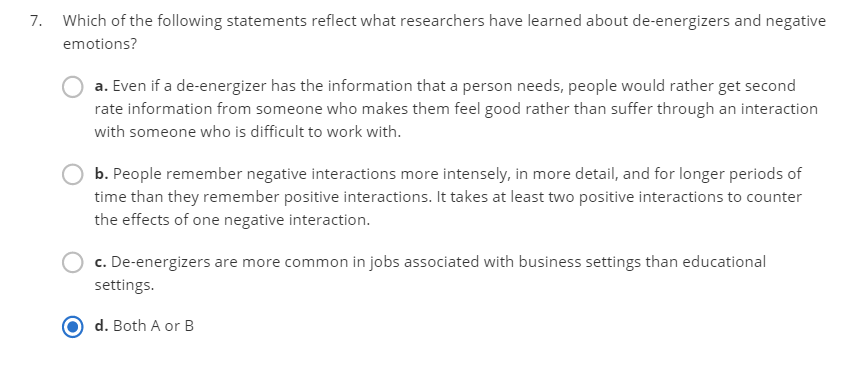 7. Which of the following statements reflect what researchers have learned about de-energizers and negative
emotions?
a. Even if a de-energizer has the information that a person needs, people would rather get second
rate information from someone who makes them feel good rather than suffer through an interaction
with someone who is difficult to work with.
b. People remember negative interactions more intensely, in more detail, and for longer periods of
time than they remember positive interactions. It takes at least two positive interactions to counter
the effects of one negative interaction.
c. De-energizers are more common in jobs associated with business settings than educational
settings.
d. Both A or B